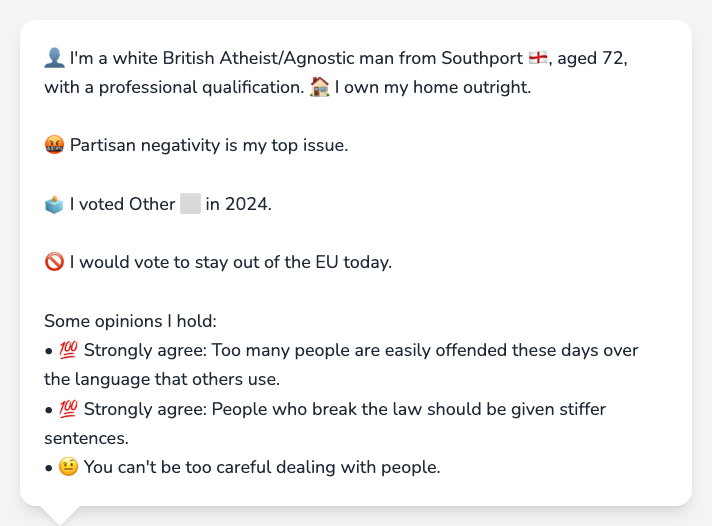 👤 I'm a white British Atheist/Agnostic man from Southport 🏴󠁧󠁢󠁥󠁮󠁧󠁿, aged 72,
with a professional qualification. 🏠 I own my home outright.
🤬 Partisan negativity is my top issue.
🗳️ I voted Other ⬜ in 2024.
🚫 I would vote to stay out of the EU today.
Some opinions I hold:
• 💯 Strongly agree: Too many people are easily offended these days over
the language that others use.
• 💯 Strongly agree: People who break the law should be given stiffer
sentences.
• 🤨 You can't be too careful dealing with people.